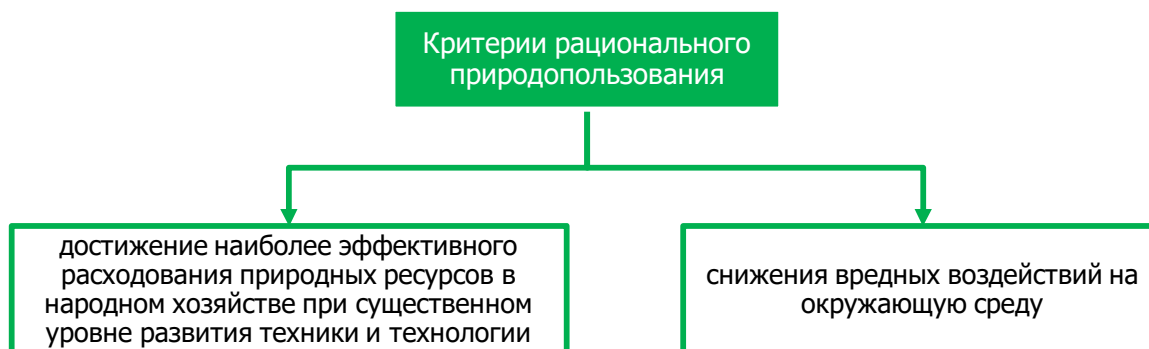 Критерии рационального
природопользования
достижение наиболее эффективного
расходования природных ресурсов в
народном хозяйстве при существенном
уровне развития техники и технологии
снижения вредных воздействий на
окружающую среду